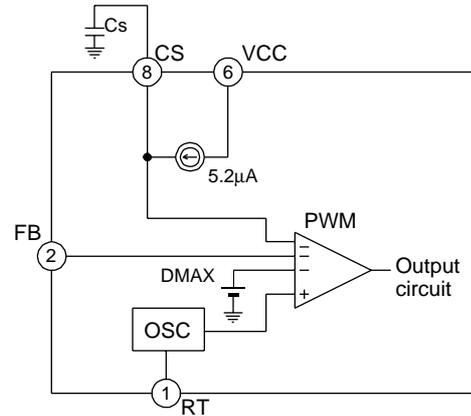 Cs
CS
VCC
8
6
5.2μA
PWM
FB
2
−
−
−
+
DMAX
Output
circuit
OSC
1
RT